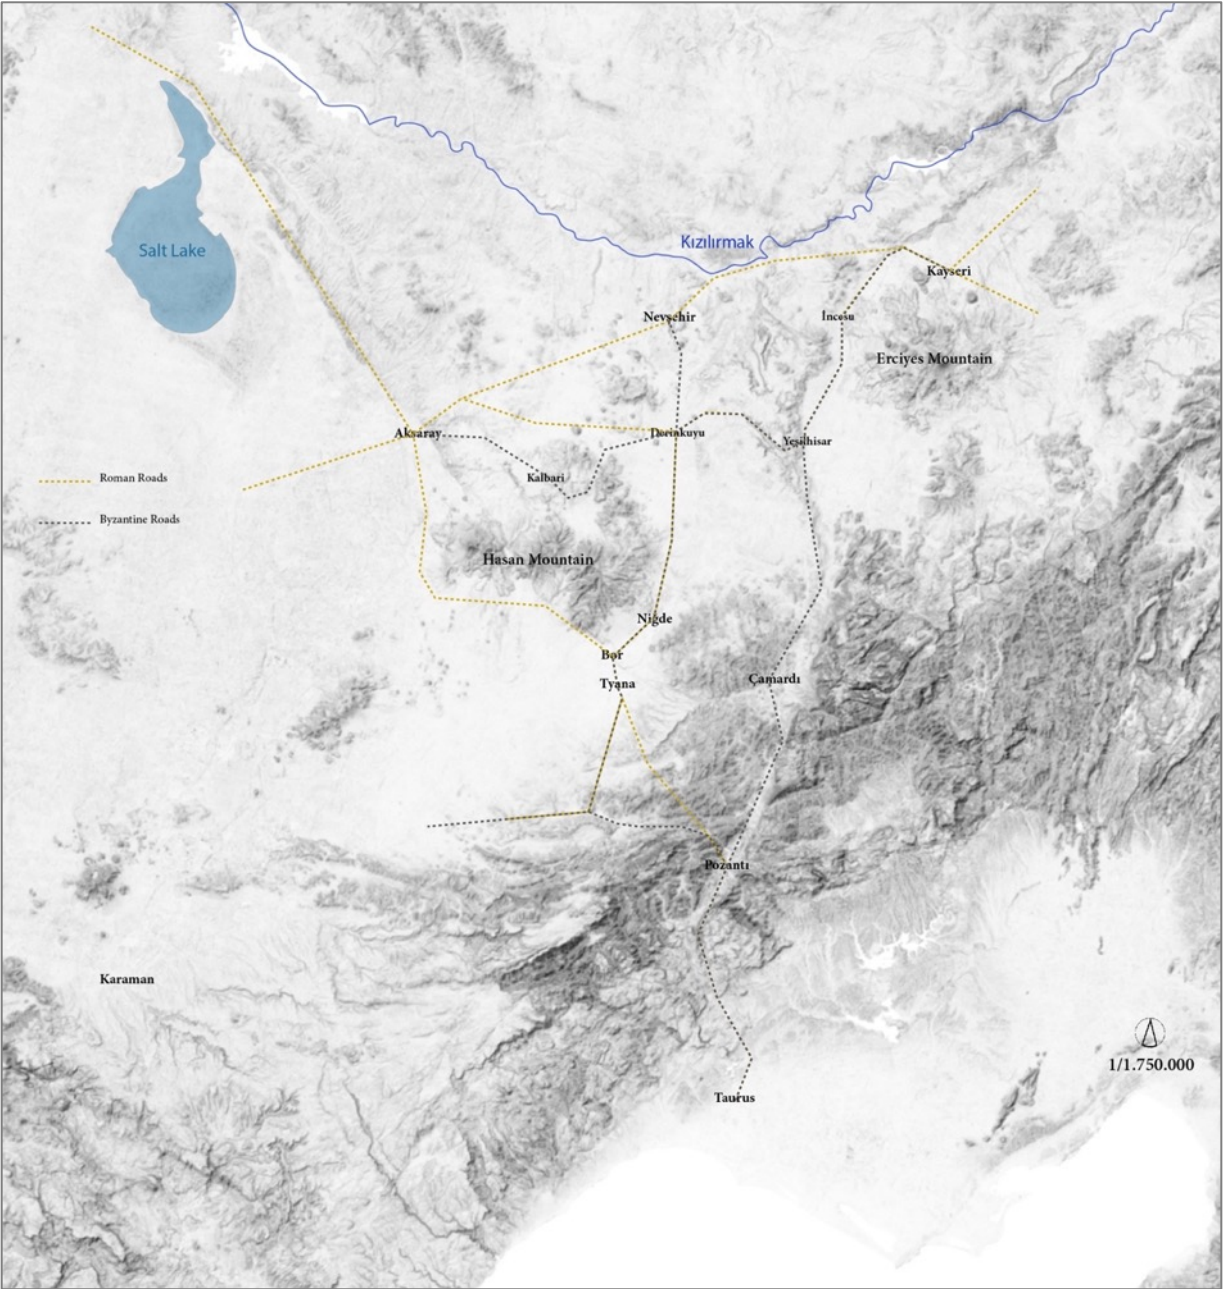 Salt Lake
Kızılırmak
Kayseri
Nevşehir
İncesu
Erciyes Mountain
Aksaray
Derinkuyu
Yeşilhisar
Kalbari
Roman Roads
Byzantine Roads
Hasan Mountain
Niğde
Bor
Tyana
Çamardı
Pozantı
Karaman
1/1.750.000
Taurus